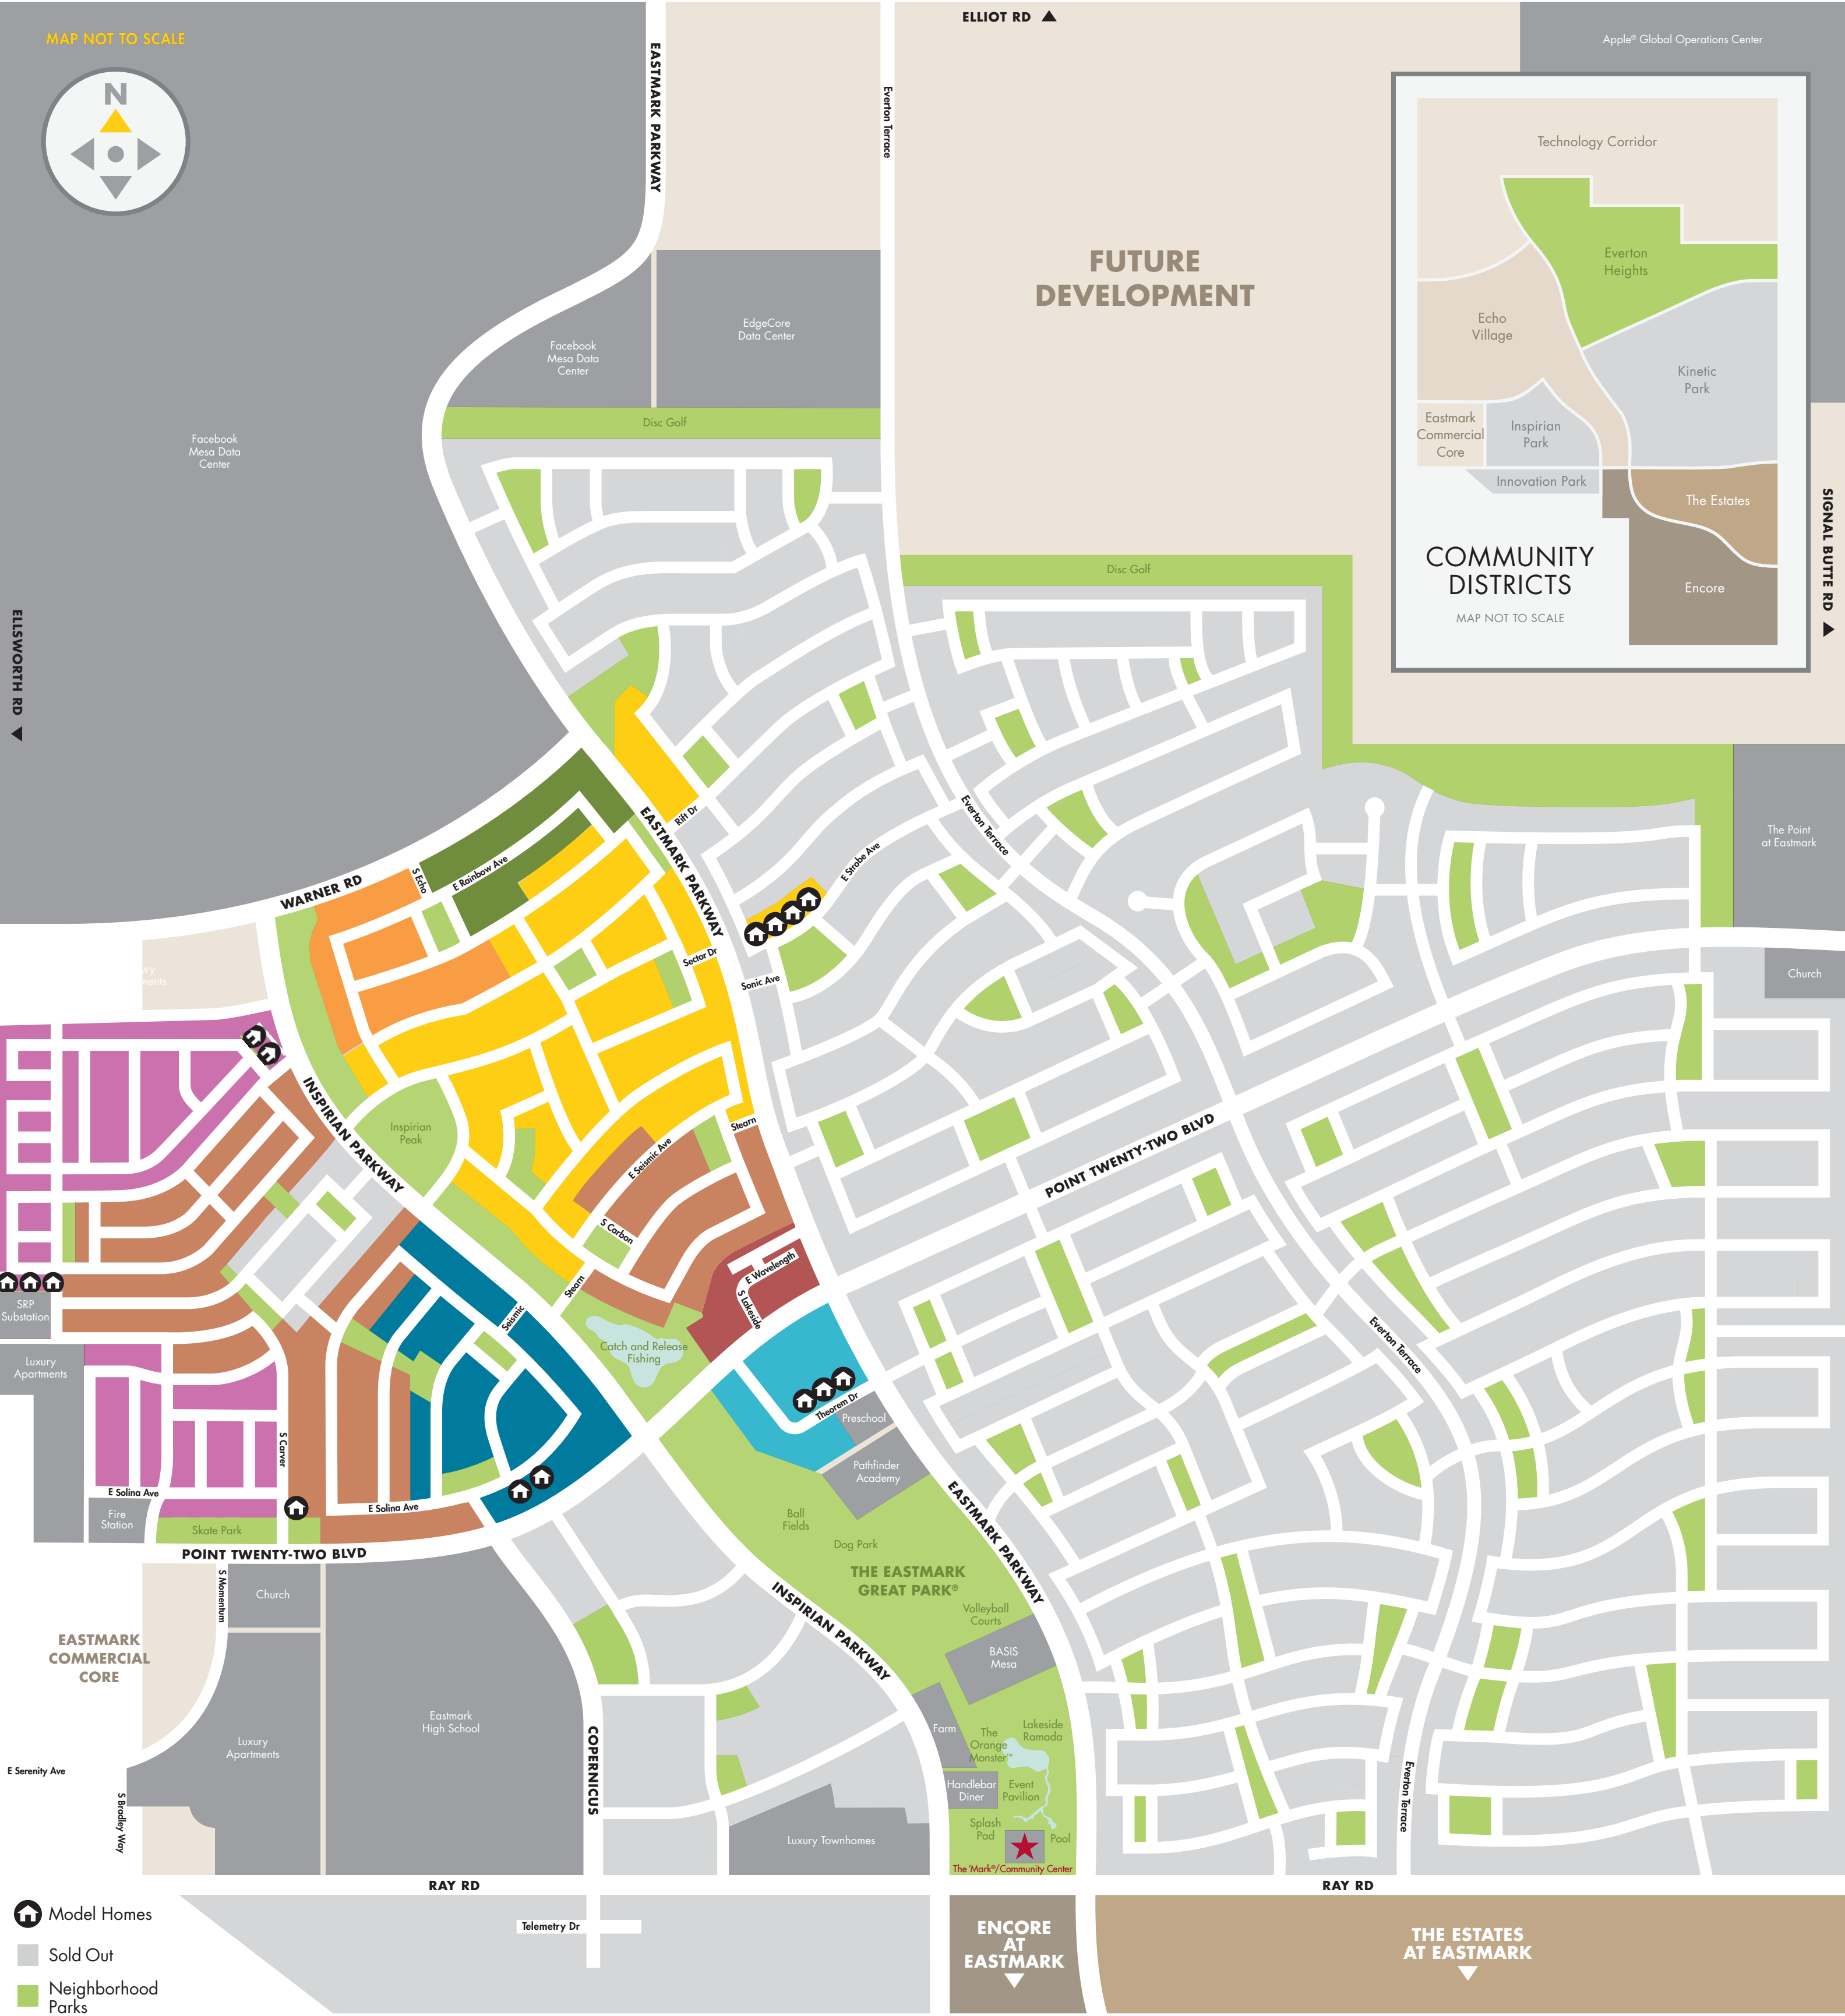 MAP NOT TO SCALE
N
ELLIOT RD
Apple® Global Operations Center
EASTMARK PARKWAY
Everton Terrace
Technology Corridor
Everton
Heights
Echo
Village
Kinetic
Park
Eastmark
Commercial
Core
Inspirian
Park
Innovation Park
The Estates
Encore
COMMUNITY
DISTRICTS
MAP NOT TO SCALE
FUTURE
DEVELOPMENT
EdgeCore
Data Center
Facebook
Mesa Data
Center
Facebook
Mesa Data
Center
Disc Golf
Disc Golf
SIGNAL BUTTE RD
ELLSWORTH RD
Rift Dr
EASTMARK PARKWAY
Everton Terrace
The Point
at Eastmark
E Strobe Ave
S Echo
E Rainbow Ave
WARNER RD
Sector Dr
Sonic Ave
Church
INSPIRIAN PARKWAY
Inspirian
Peak
Stearn
E Seismic Ave
POINT TWENTY-TWO BLVD
S Carbon
E Wavelength
S Lakeside
Stearn
Seismic
SRP
Substation
Luxury
Apartments
Catch and Release
Fishing
Everton Terrace
Theorem Dr
Preschool
Pathfinder
Academy
S Carver
E Solina Ave
E Solina Ave
Fire
Station
Skate Park
POINT TWENTY-TWO BLVD
Ball
Fields
Dog Park
THE EASTMARK
GREAT PARK®
EASTMARK PARKWAY
INSPIRIAN PARKWAY
Volleyball
Courts
BASIS
Mesa
S Momentum
Church
EASTMARK
COMMERCIAL
CORE
Eastmark
High School
Luxury
Apartments
COPERNICUS
E Serenity Ave
S Bradley Way
Farm
The
Orange
Monster™
Lakeside
Ramada
Handlebar
Diner
Event
Pavilion
Splash
Pad
Pool
The 'Mark®/Community Center
Luxury Townhomes
Everton Terrace
RAY RD
RAY RD
Model Homes
Sold Out
Neighborhood
Parks
Telemetry Dr
ENCORE
AT
EASTMARK
THE ESTATES
AT EASTMARK